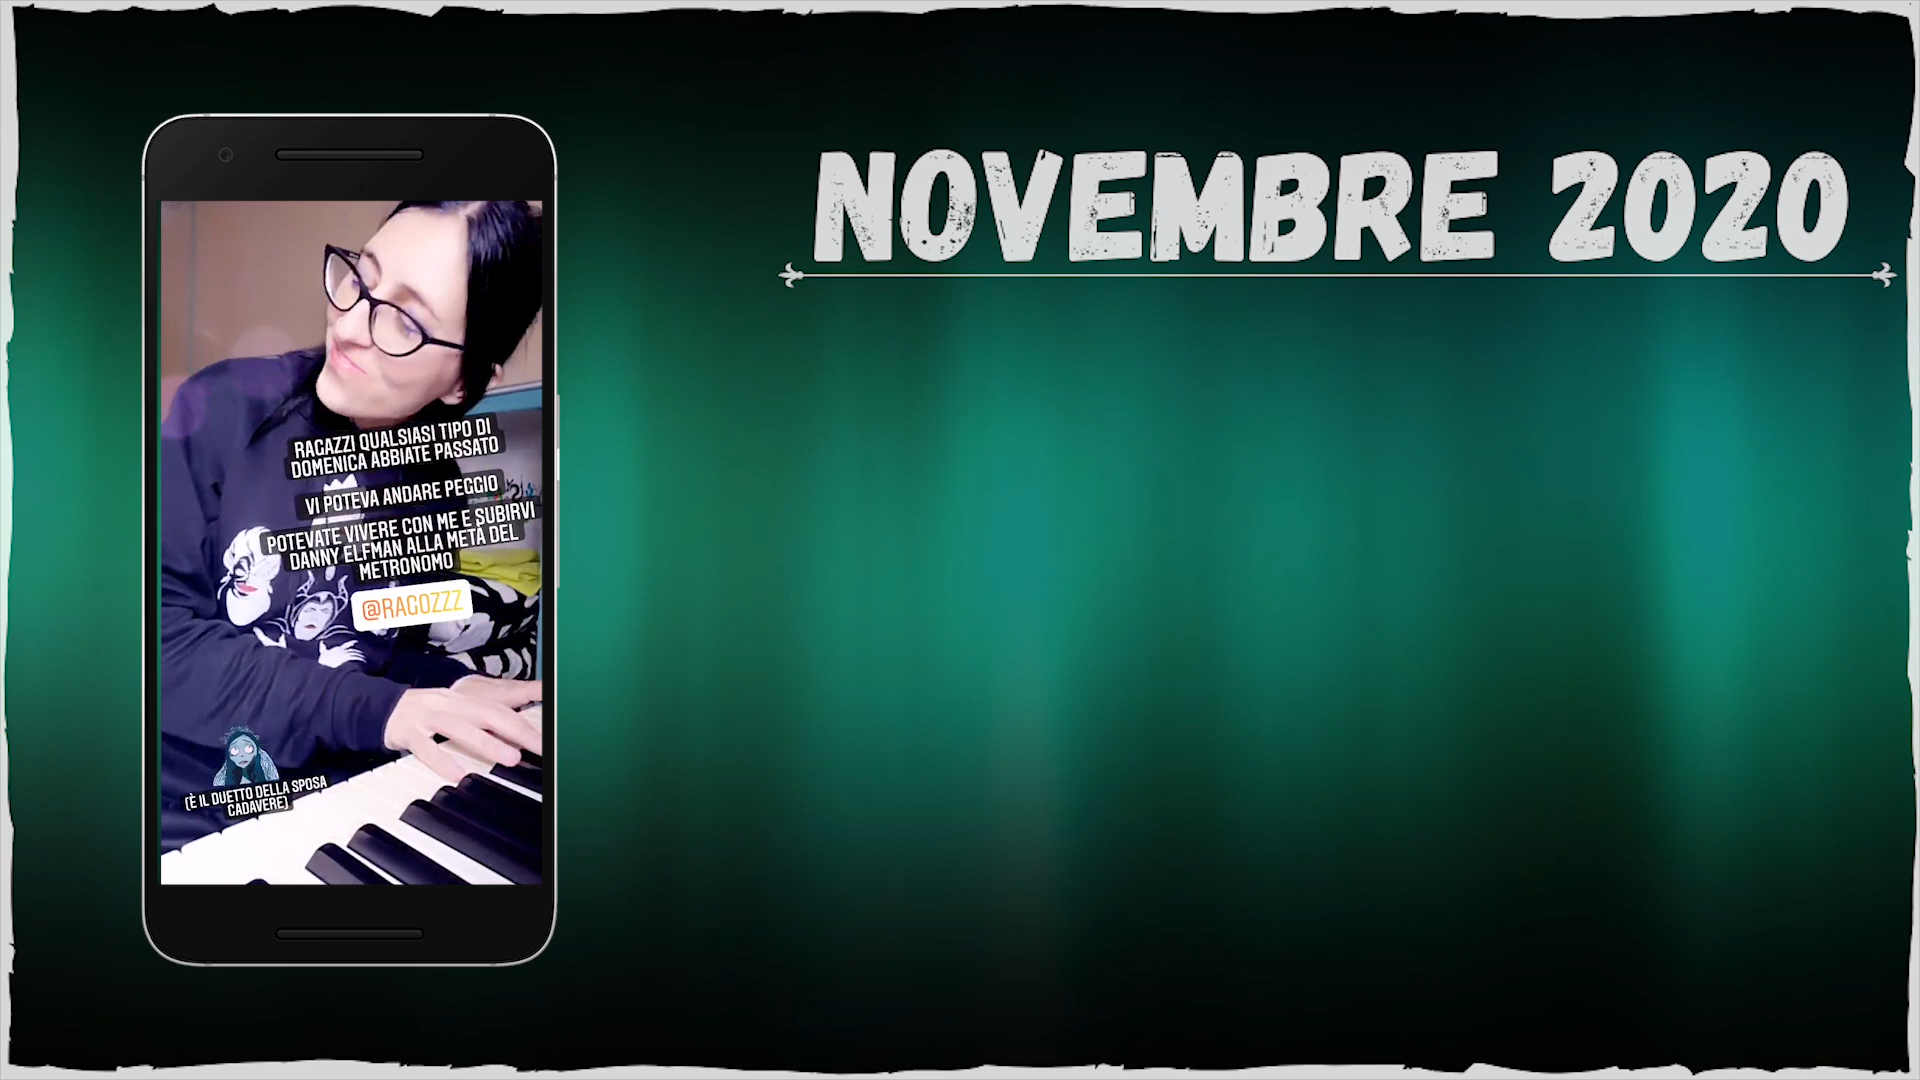 NOVEMBRE 2020
RAGAZZI QUALSIASI TIPO DI
DOMENICA ABBIATE PASSATO
VI POTEVA ANDARE PEGGIO
POTEVATE VIVERE CON ME E SUBIRVI
DANNY ELFMAN ALLA METÀ DEL
METRONOMO
@RAGOZZZ
(È IL DUETTO DELLA SPOSA
CADAVERE)